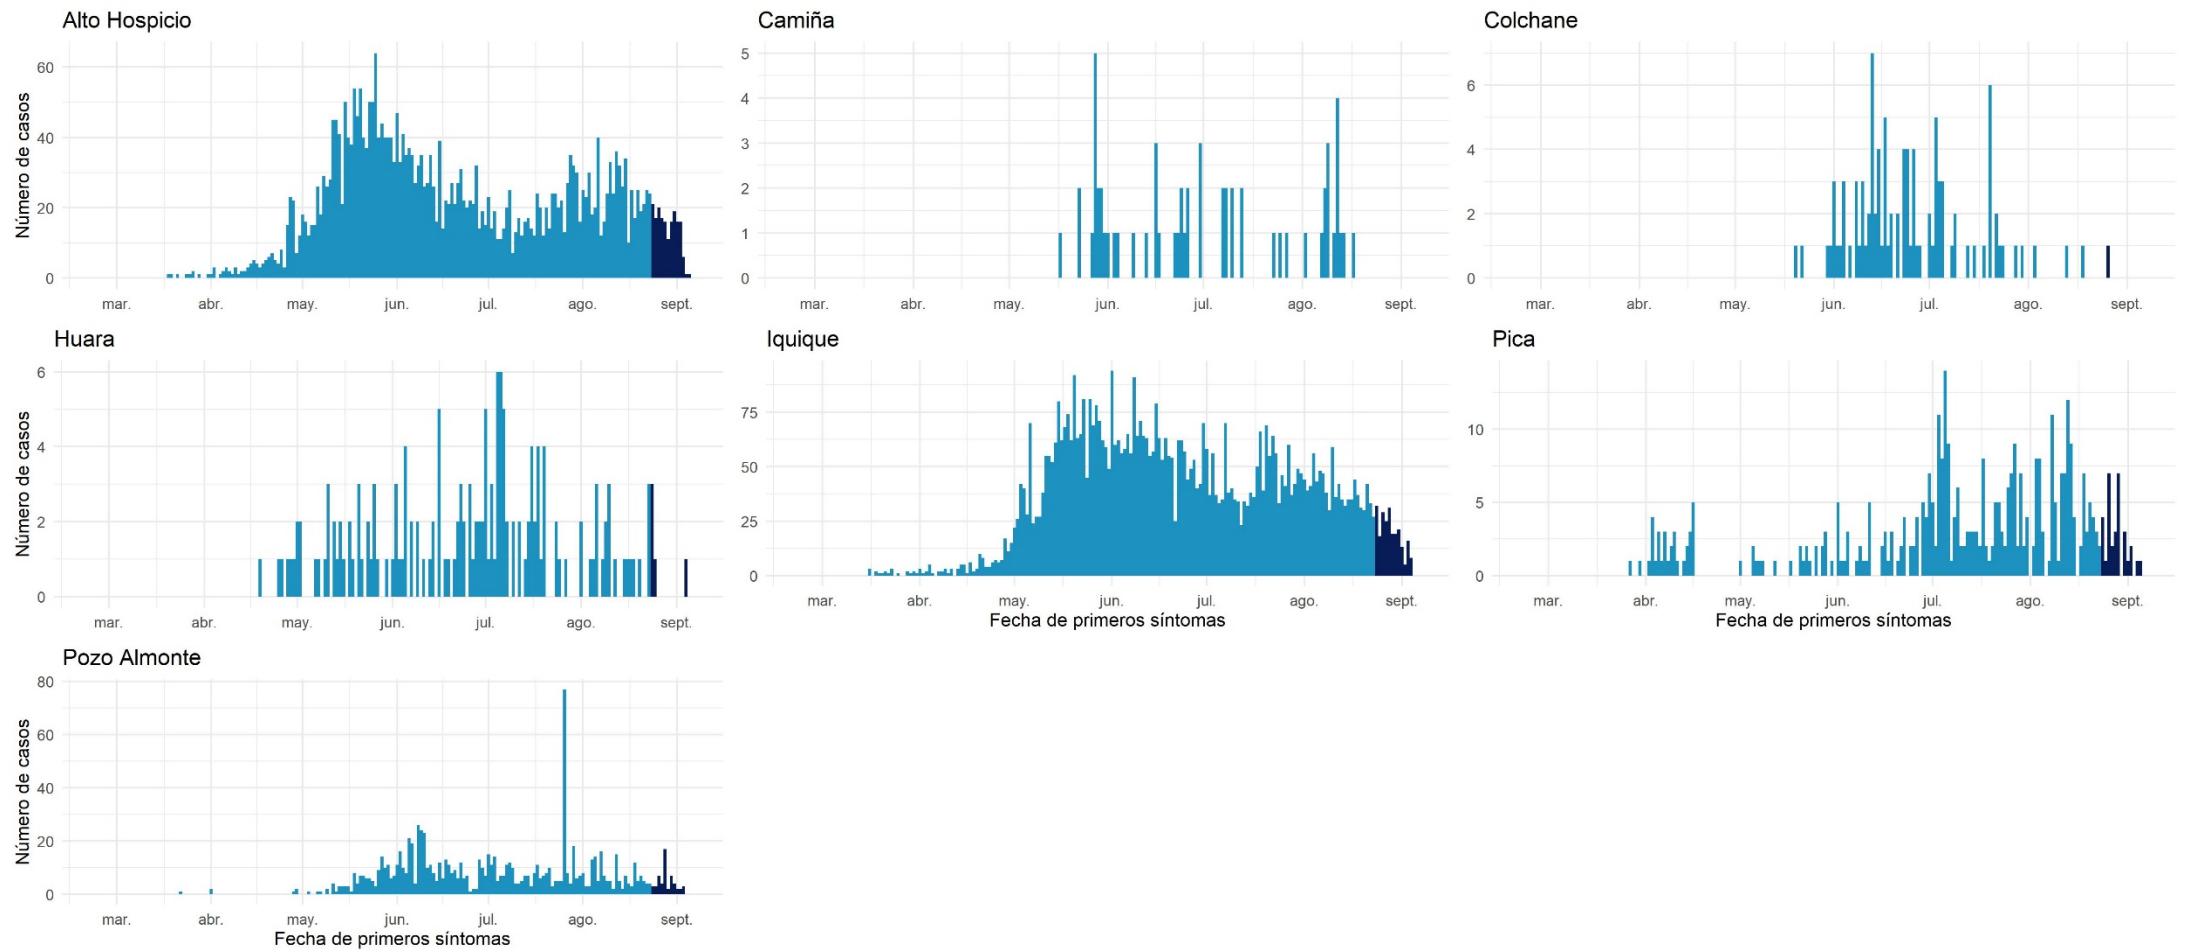 Alto Hospicio
Número de casos
60
40
20
0
mar. abr. may. jun. jul. ago. sept.
Camiña
5
4
3
2
1
0
mar. abr. may. jun. jul. ago. sept.
Colchane
6
4
2
0
mar. abr. may. jun. jul. ago. sept.
Huara
Número de casos
6
4
2
0
mar. abr. may. jun. jul. ago. sept.
Iquique
75
50
25
0
mar. abr. may. jun. jul. ago. sept.
Fecha de primeros síntomas
Pica
10
5
0
mar. abr. may. jun. jul. ago. sept.
Fecha de primeros síntomas
Pozo Almonte
Número de casos
80
60
40
20
0
mar. abr. may. jun. jul. ago. sept.
Fecha de primeros síntomas